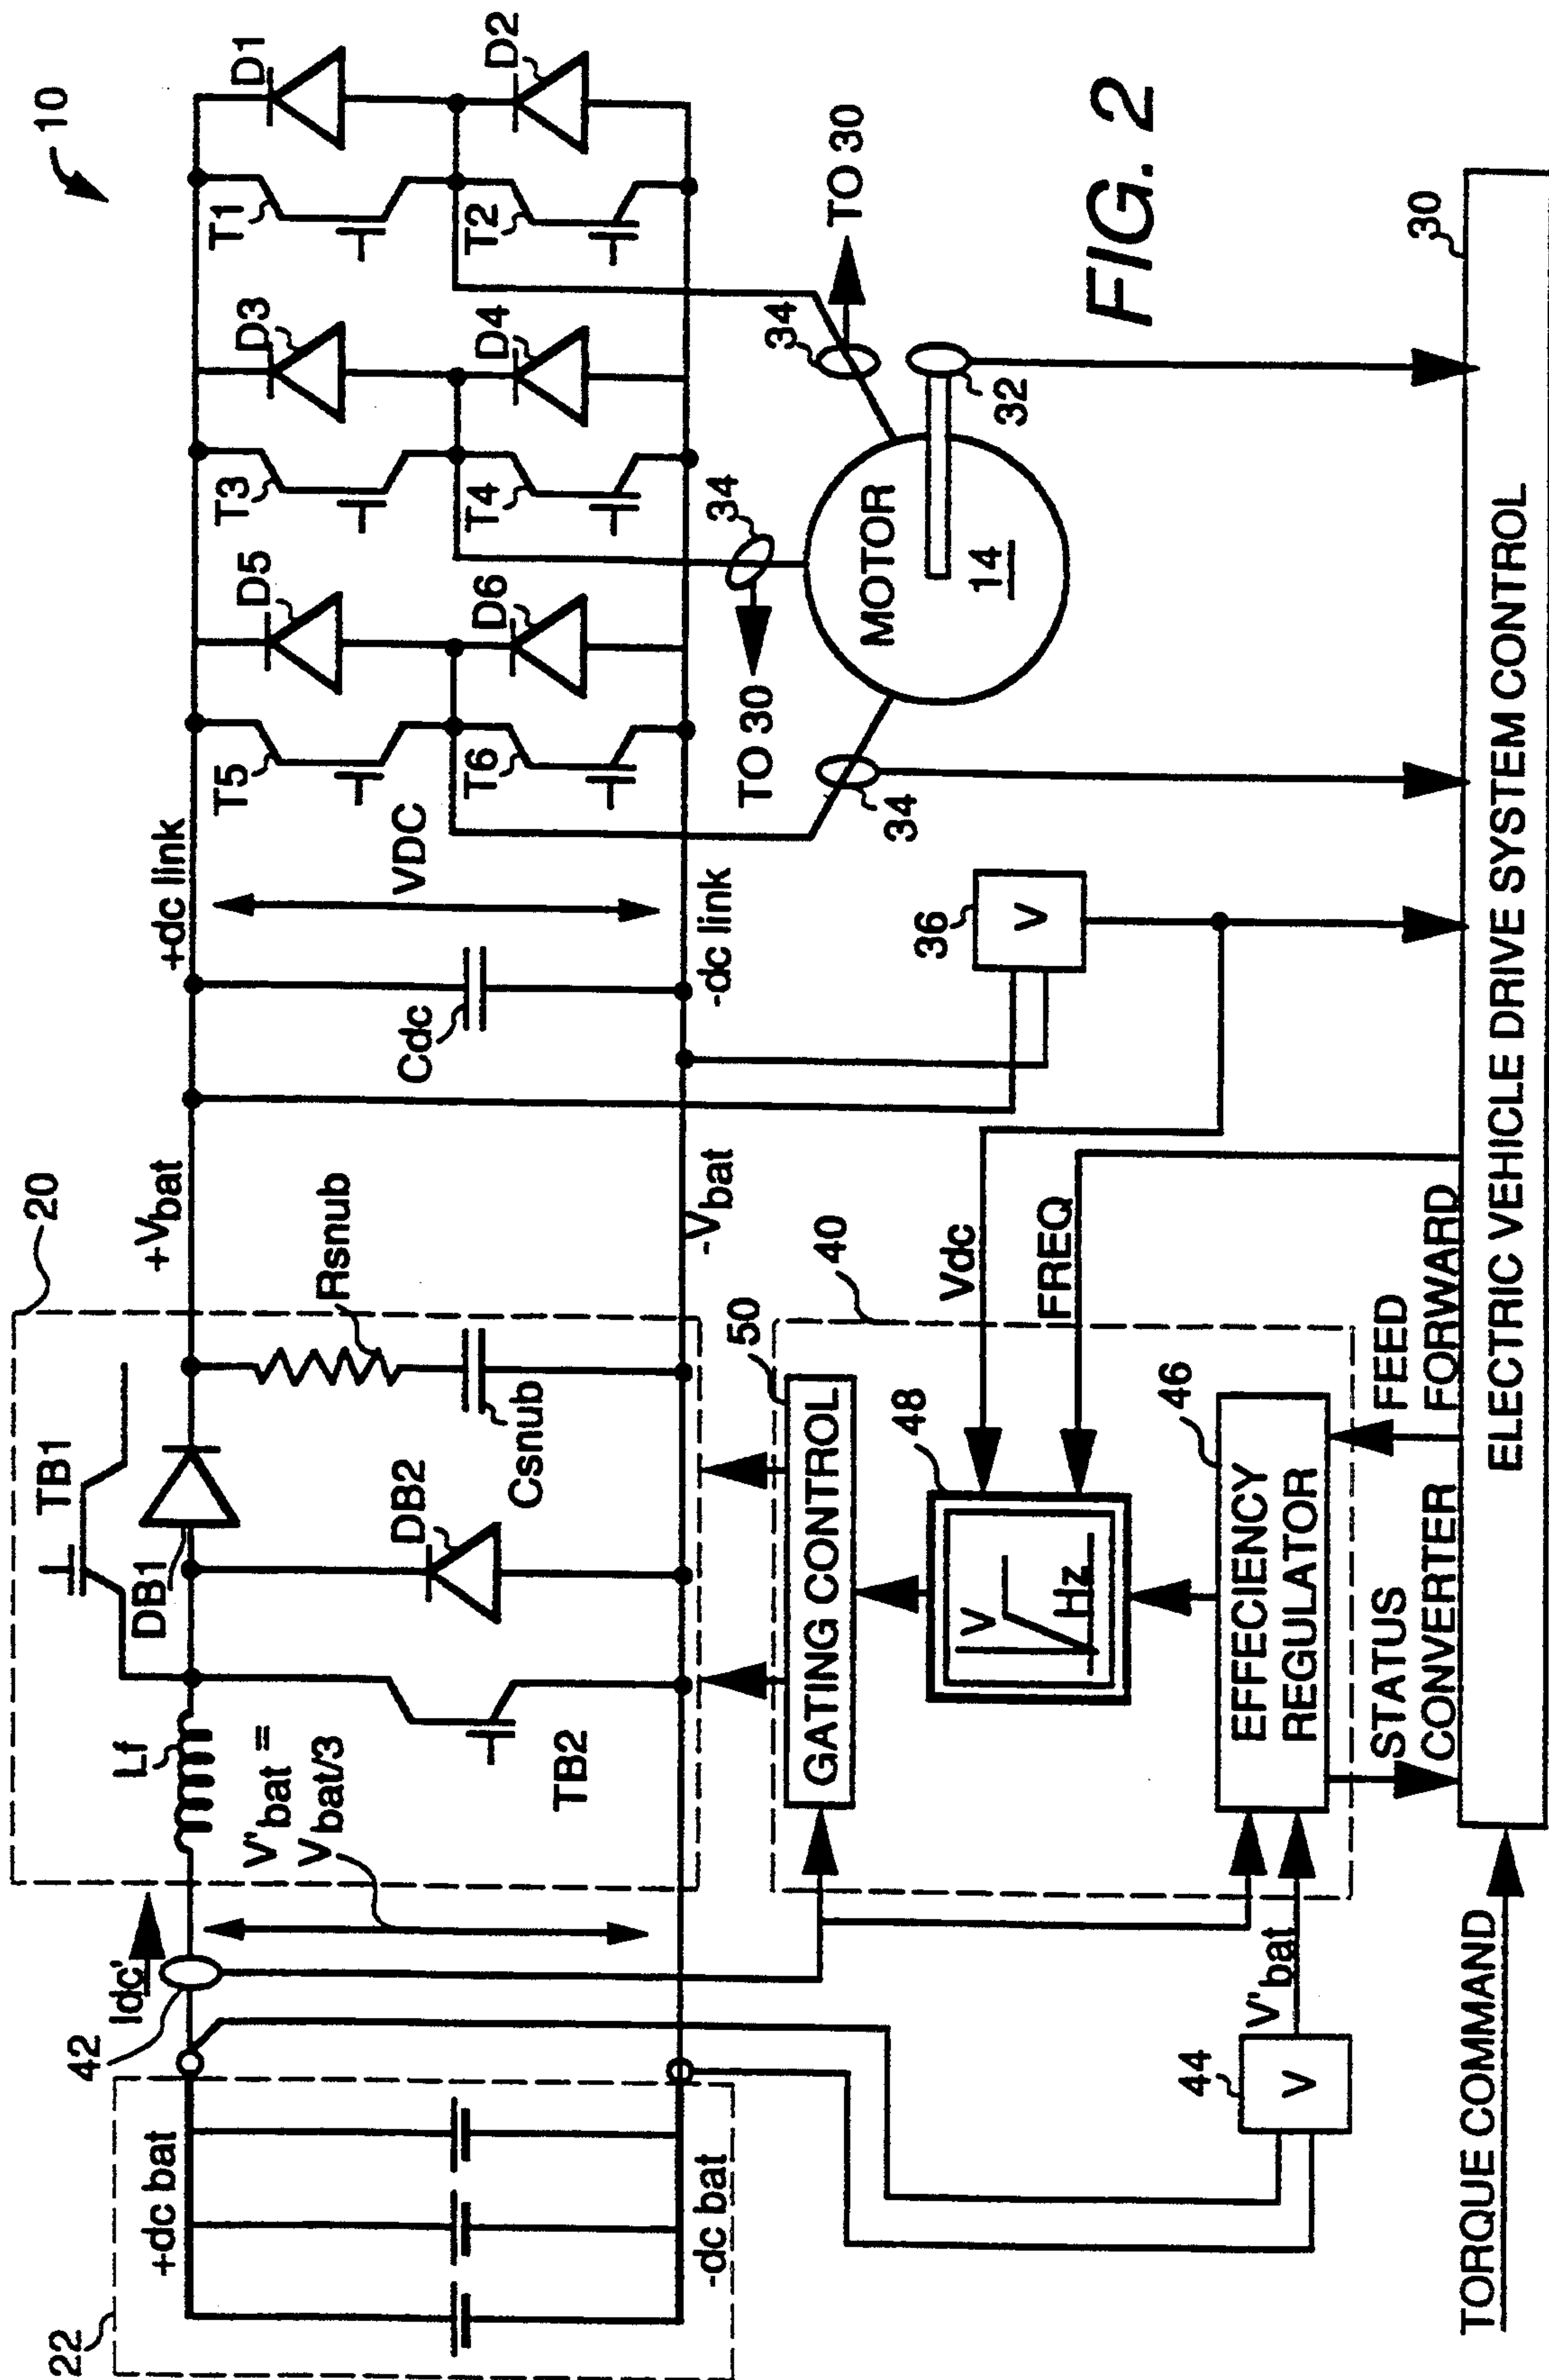 10
20
22
+dc bat
-dc bat
42
Idc'
V'bat =
Vbat/3
Lf
TB1
DB1
TB2
DB2
Rsnub
Csnub
+Vbat
-Vbat
Cdc
+dc link
-dc link
VDC
T5
D5
T6
D6
T3
D3
T4
D4
T1
D1
T2
D2
34
TO 30
34
TO 30
34
MOTOR
14
32
FIG. 2
36
V
Vdc
FREQ
40
50
GATING CONTROL
48
V
Hz
46
EFFECIENCY
REGULATOR
44
V
V'bat
STATUS
CONVERTER
FEED
FORWARD
30
ELECTRIC VEHICLE DRIVE SYSTEM CONTROL
TORQUE COMMAND